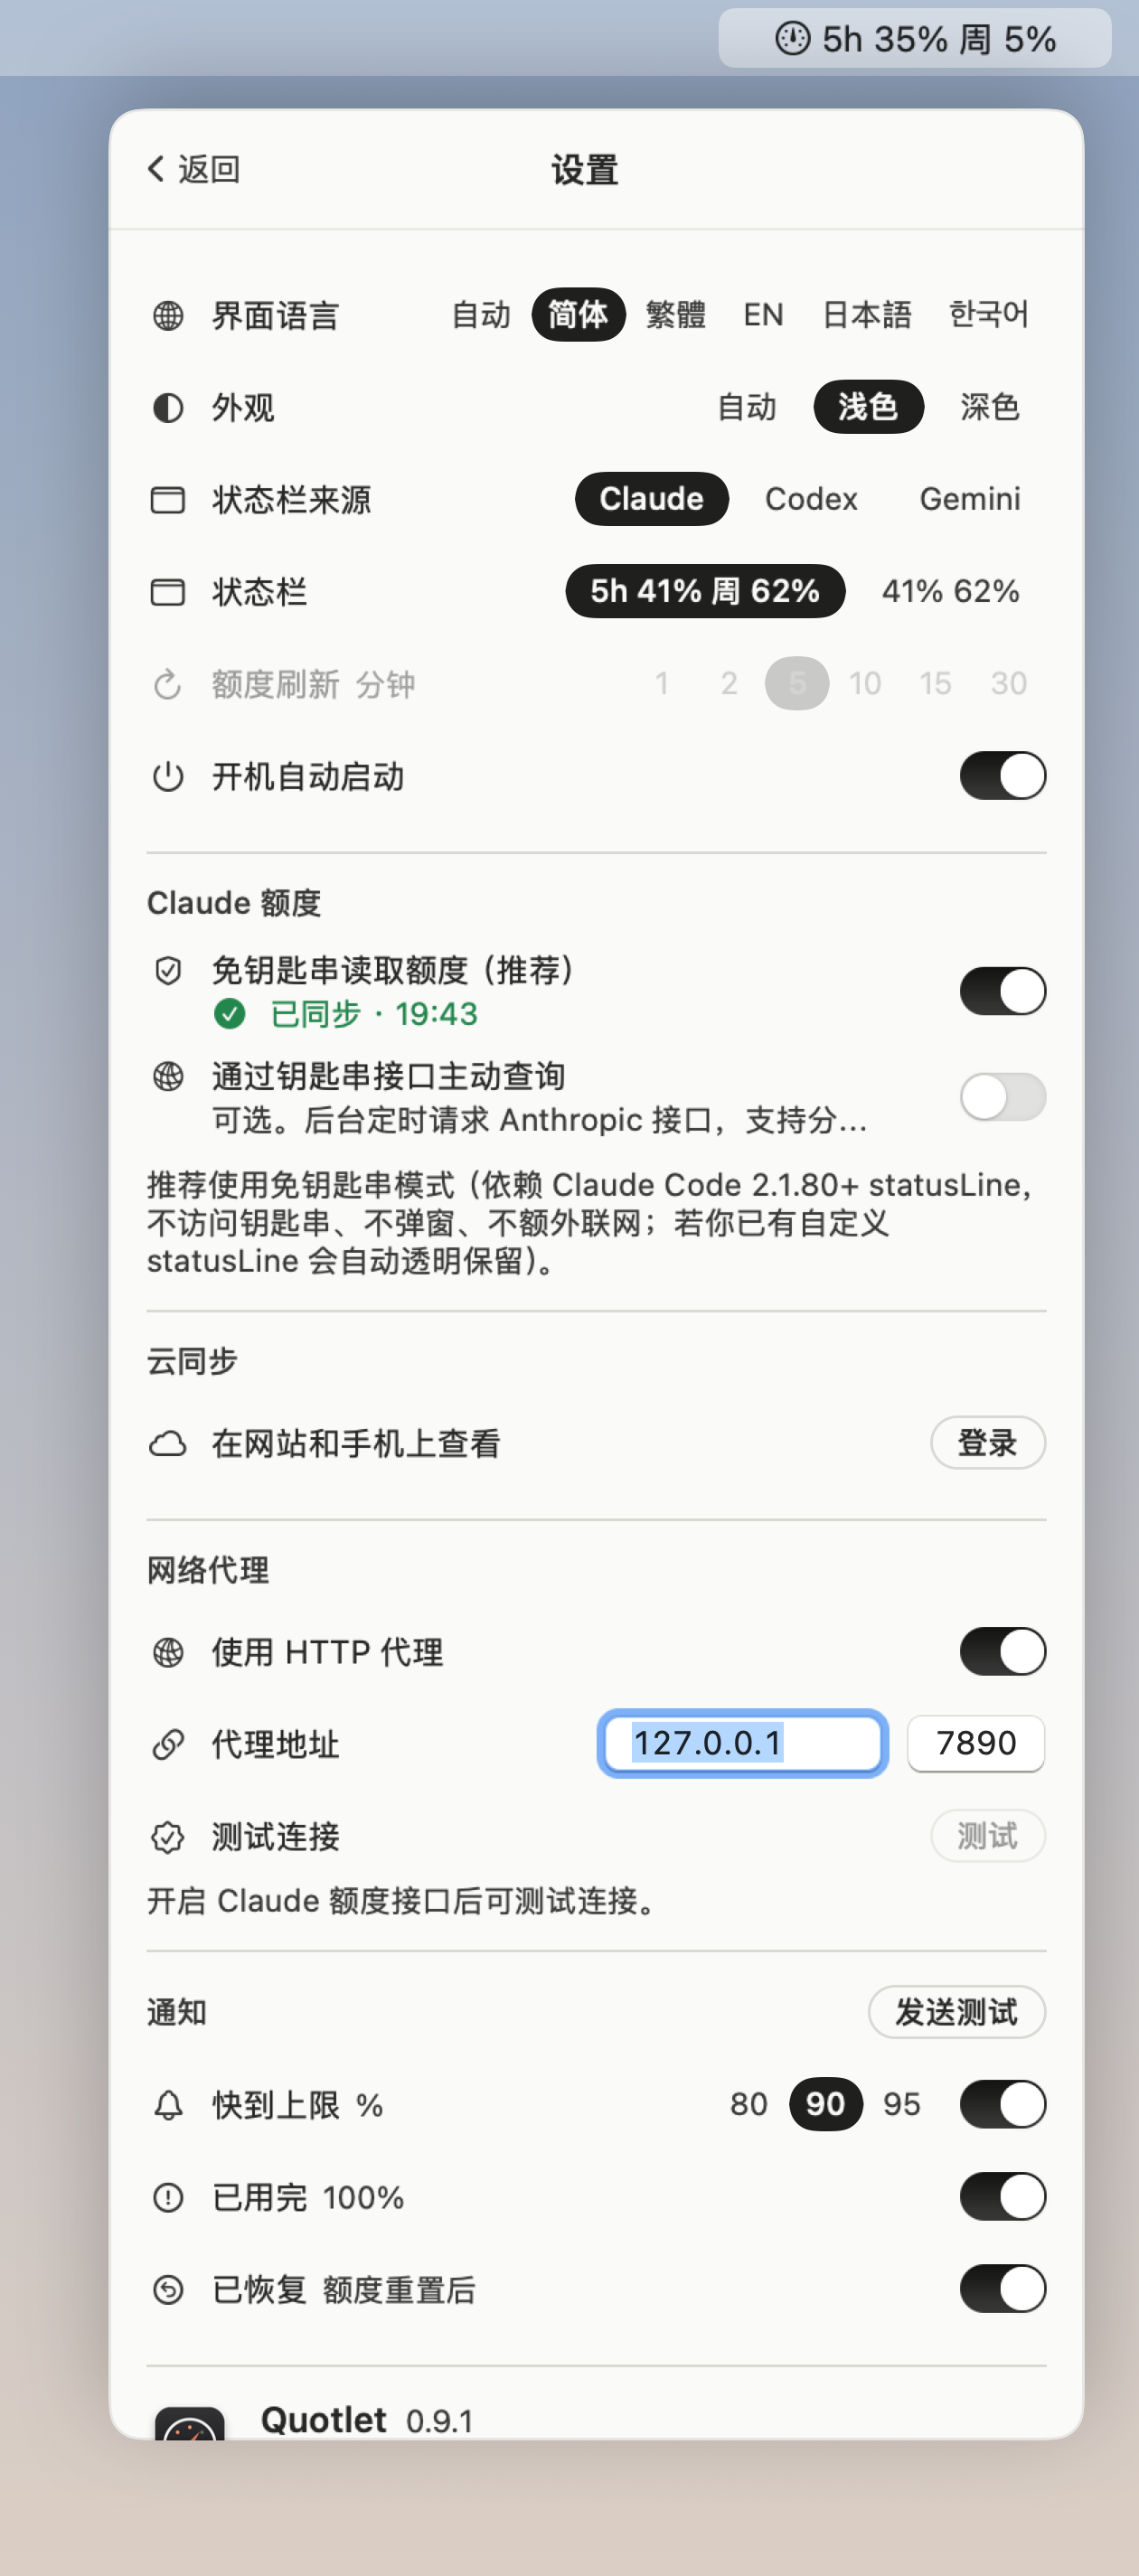 5h 35% 周 5%
返回
设置
界面语言 自动 简体 繁體 EN 日本語 한국어
外观 自动 浅色 深色
状态栏来源 Claude Codex Gemini
状态栏 5h 41% 周 62% 41% 62%
额度刷新 分钟 1 2 5 10 15 30
开机自动启动
Claude 额度
免钥匙串读取额度（推荐）
已同步 · 19:43
通过钥匙串接口主动查询
可选。后台定时请求 Anthropic 接口，支持分...
推荐使用免钥匙串模式（依赖 Claude Code 2.1.80+ statusLine，
不访问钥匙串、不弹窗、不额外联网；若你已有自定义
statusLine 会自动透明保留）。
云同步
在网站和手机上查看 登录
网络代理
使用 HTTP 代理
代理地址 127.0.0.1 7890
测试连接 测试
开启 Claude 额度接口后可测试连接。
通知 发送测试
快到上限 % 80 90 95
已用完 100%
已恢复 额度重置后
Quotlet 0.9.1